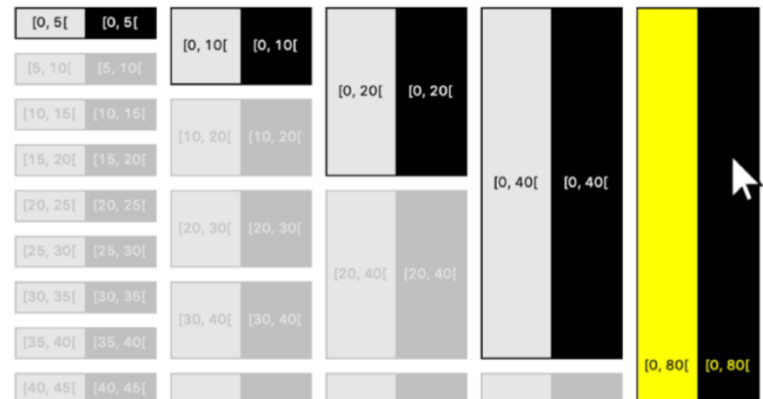 [0, 5[ [0, 5[
[5, 10[ [5, 10[
[10, 15[ [10, 15[
[15, 20[ [15, 20[
[20, 25[ [20, 25[
[25, 30[ [25, 30[
[30, 35[ [30, 35[
[35, 40[ [35, 40[
[40, 45[ [40, 45[
[0, 10[ [0, 10[
[10, 20[ [10, 20[
[20, 30[ [20, 30[
[30, 40[ [30, 40[
[0, 20[ [0, 20[
[20, 40[ [20, 40[
[0, 40[ [0, 40[
[0, 80[ [0, 80[